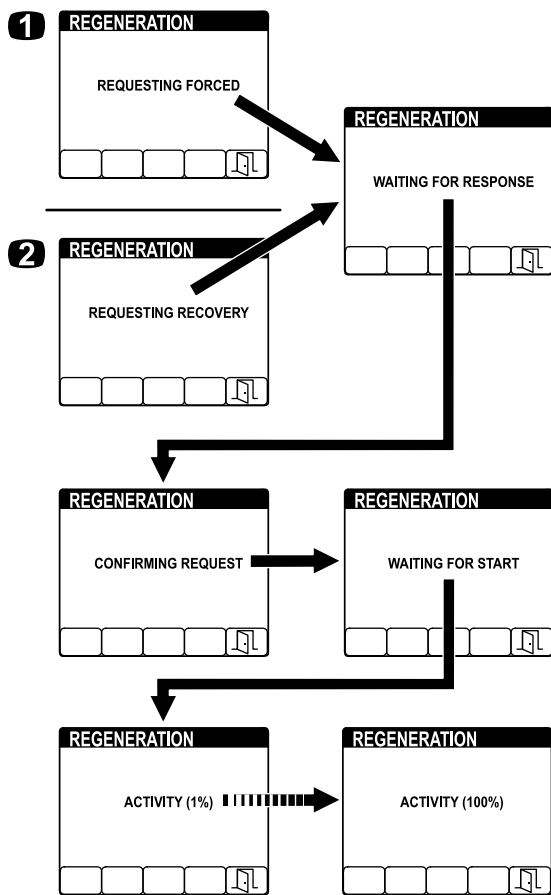 1
REGENERATION
REQUESTING FORCED
REGENERATION
WAITING FOR RESPONSE
2
REGENERATION
REQUESTING RECOVERY
REGENERATION
CONFIRMING REQUEST
REGENERATION
WAITING FOR START
REGENERATION
ACTIVITY (1%)
REGENERATION
ACTIVITY (100%)